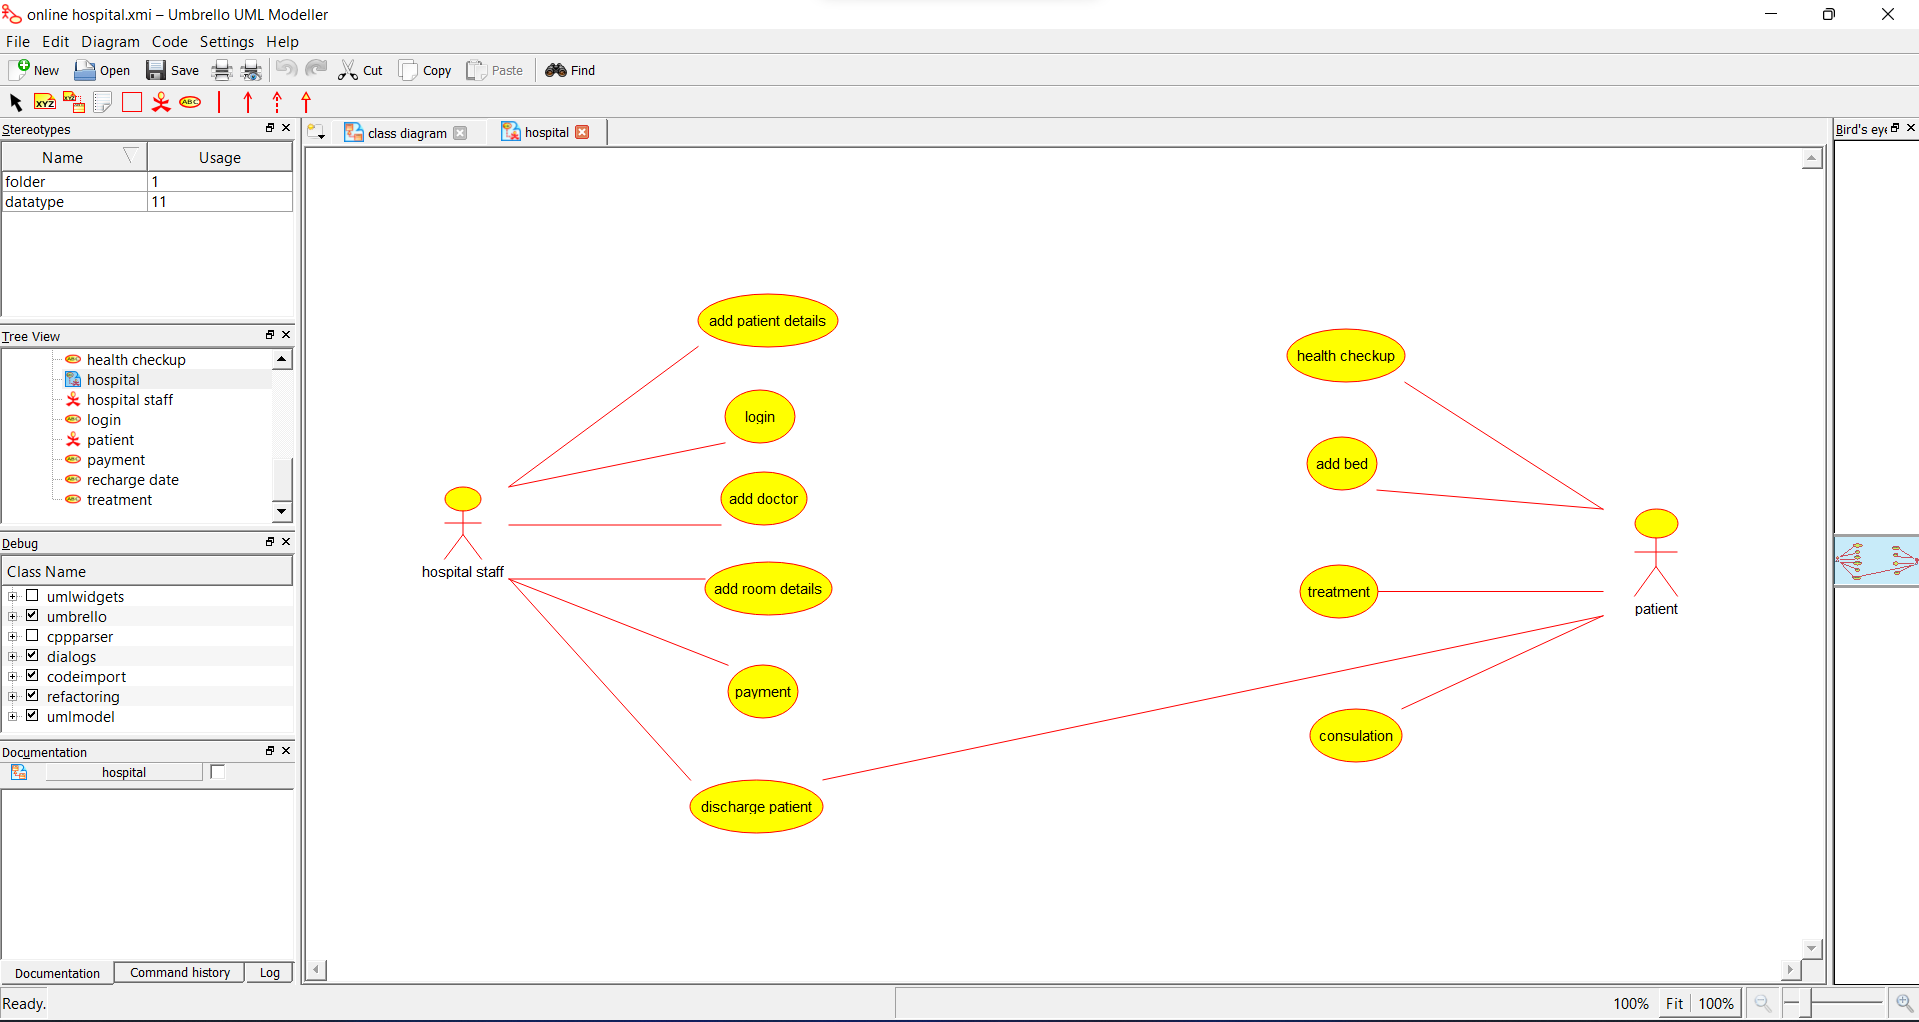 online hospital.xmi – Umbrello UML Modeller
File Edit Diagram Code Settings Help
New Open Save Cut Copy Paste Find
XYZ XYZ ABC
Stereotypes
Name Usage
folder 1
datatype 11
Tree View
health checkup
hospital
hospital staff
login
patient
payment
recharge date
treatment
Debug
Class Name
umlwidgets
umbrello
cppparser
dialogs
codeimport
refactoring
umlmodel
Documentation
hospital
Documentation Command history Log
class diagram hospital
add patient details
login
add doctor
hospital staff
add room details
payment
discharge patient
health checkup
add bed
treatment
patient
consulation
Bird's eye
Ready.
100% Fit 100%